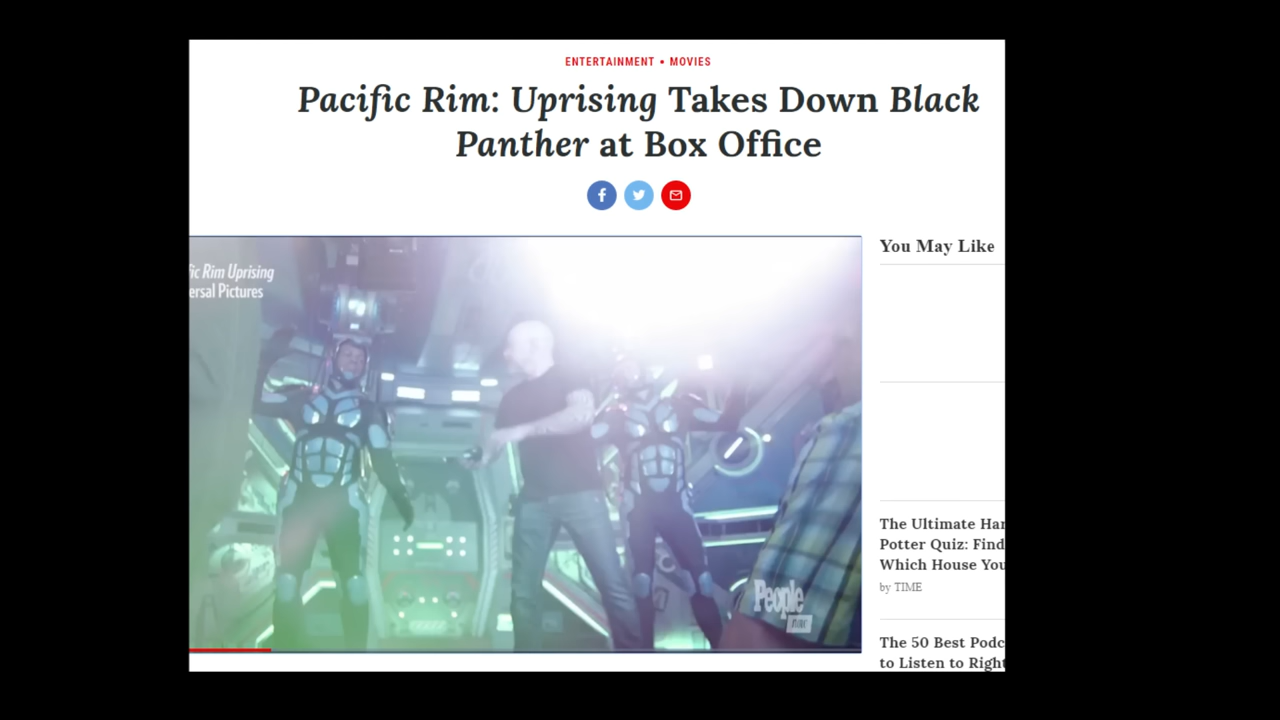 ENTERTAINMENT • MOVIES
Pacific Rim: Uprising Takes Down Black
Panther at Box Office
You May Like
ic Rim Uprising
ersal Pictures
People
now
The Ultimate Har
Potter Quiz: Find
Which House You
by TIME
The 50 Best Podc
to Listen to Right